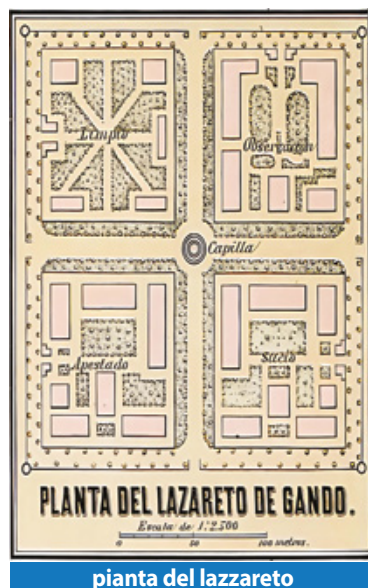 Limpio
Observacion
Capilla
Apestado
Sucio
PLANTA DEL LAZARETO DE GANDO.
Escala de 1:2.500
0 50 100 metros.
pianta del lazzareto